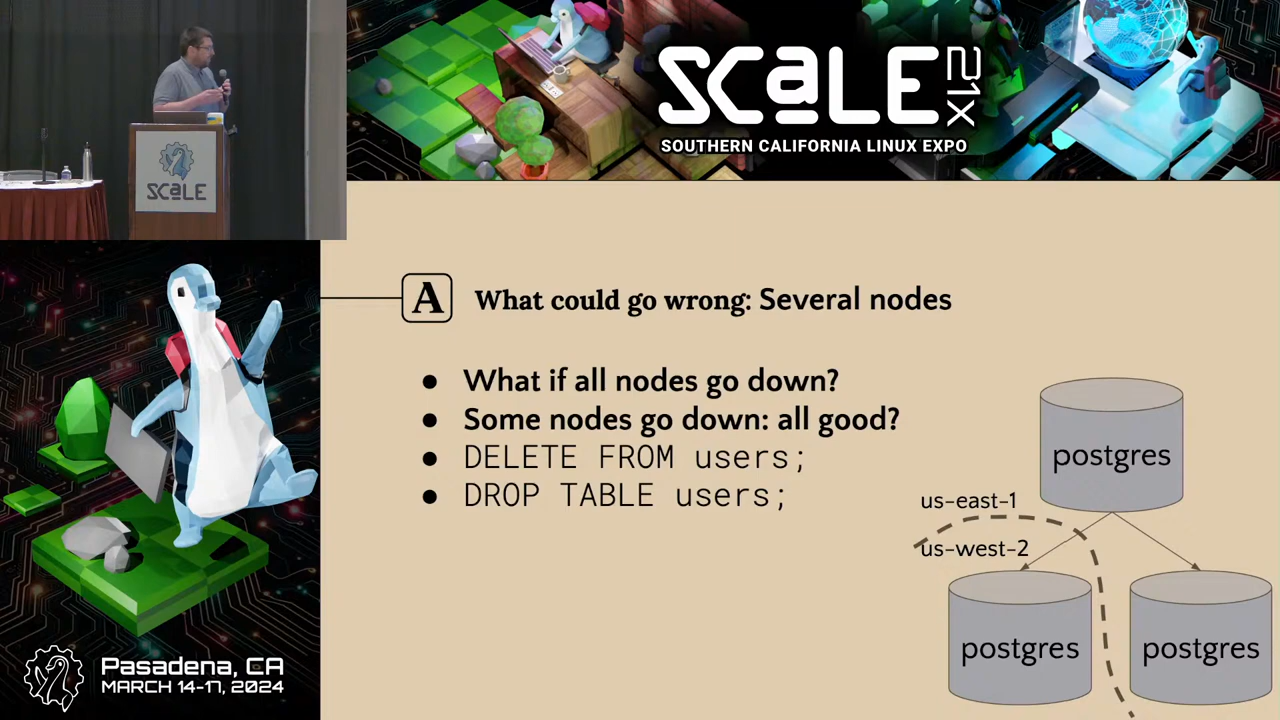 SCaLE
SCaLE 21x
SOUTHERN CALIFORNIA LINUX EXPO
A What could go wrong: Several nodes
● What if all nodes go down?
● Some nodes go down: all good?
● DELETE FROM users;
● DROP TABLE users;
postgres
us-east-1
us-west-2
postgres
postgres
Pasadena, CA
MARCH 14-17, 2024